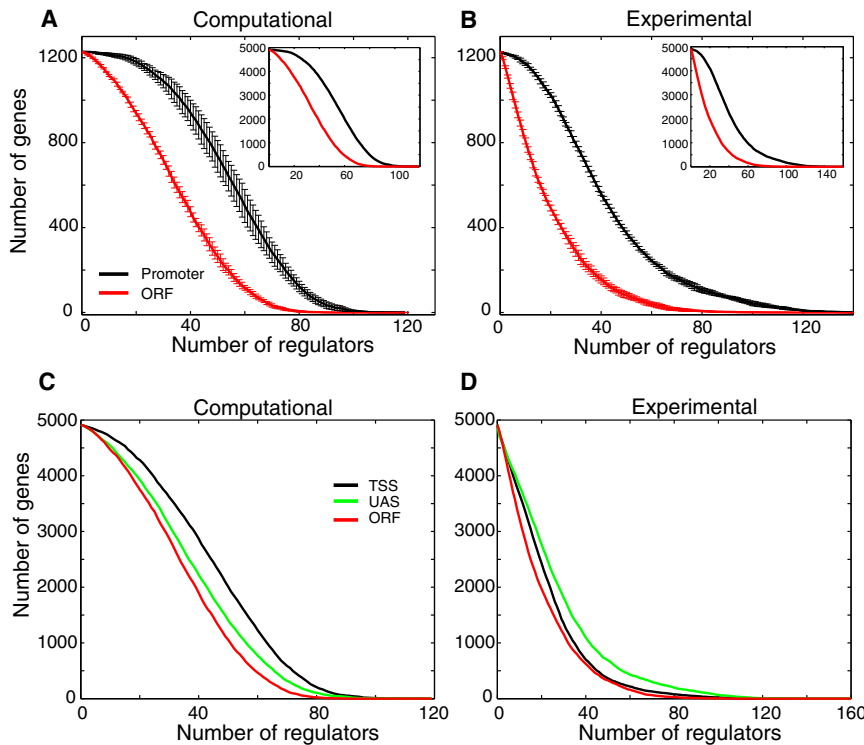 A
Computational
Number of genes
1200
800
400
0
0
40
80
120
Number of regulators
Promoter
ORF
5000
4000
3000
2000
1000
0
20
60
100
B
Experimental
1200
800
400
0
0
40
80
120
Number of regulators
5000
4000
3000
2000
1000
0
20
60
100
140
C
Computational
Number of genes
5000
4000
3000
2000
1000
0
0
40
80
120
Number of regulators
TSS
UAS
ORF
D
Experimental
5000
4000
3000
2000
1000
0
0
40
80
120
160
Number of regulators